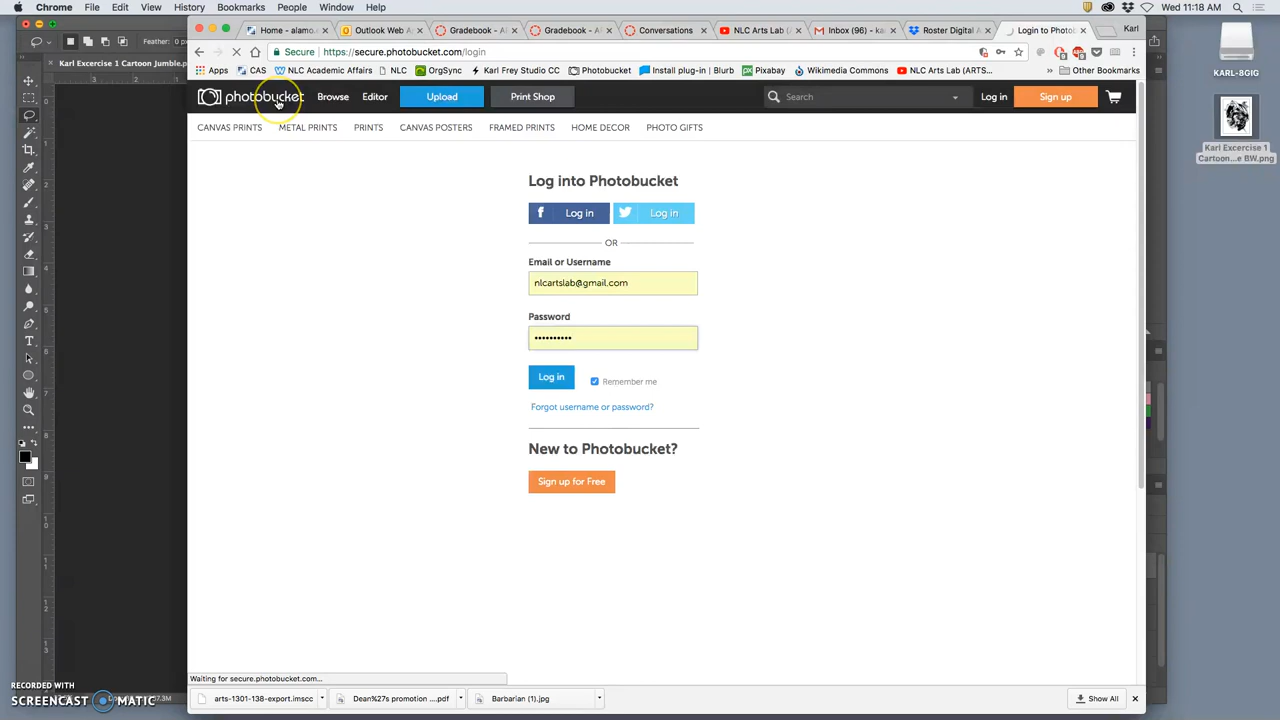 Chrome File Edit View History Bookmarks People Window Help
Wed 11:18 AM
Feather: 0 p
Karl Exercise 1 Cartoon Jumble.p
Home - alamo. Outlook Web A Gradebook - A Gradebook - A Conversations NLC Arts Lab ( Inbox (96) - ka Roster Digital A Login to Photob Karl
Secure https://secure.photobucket.com/login
Apps CAS NLC Academic Affairs NLC OrgSync Karl Frey Studio CC Photobucket Install plug-in | Blurb Pixabay Wikimedia Commons NLC Arts Lab (ARTS Other Bookmarks
photobucket Browse Editor Upload Print Shop Search Log in Sign up
CANVAS PRINTS METAL PRINTS PRINTS CANVAS POSTERS FRAMED PRINTS HOME DECOR PHOTO GIFTS
Log into Photobucket
Log in Log in
OR
Email or Username
nlcartslab@gmail.com
Password
••••••••••
Log in Remember me
Forgot username or password?
New to Photobucket?
Sign up for Free
KARL-8GIG
Karl Excercise 1
Cartoon...e BW.png
Waiting for secure.photobucket.com...
arts-1301-138-export.imscc Dean%27s promotion ....pdf Barbarian (1).jpg Show All
RECORDED WITH
SCREENCAST MATIC